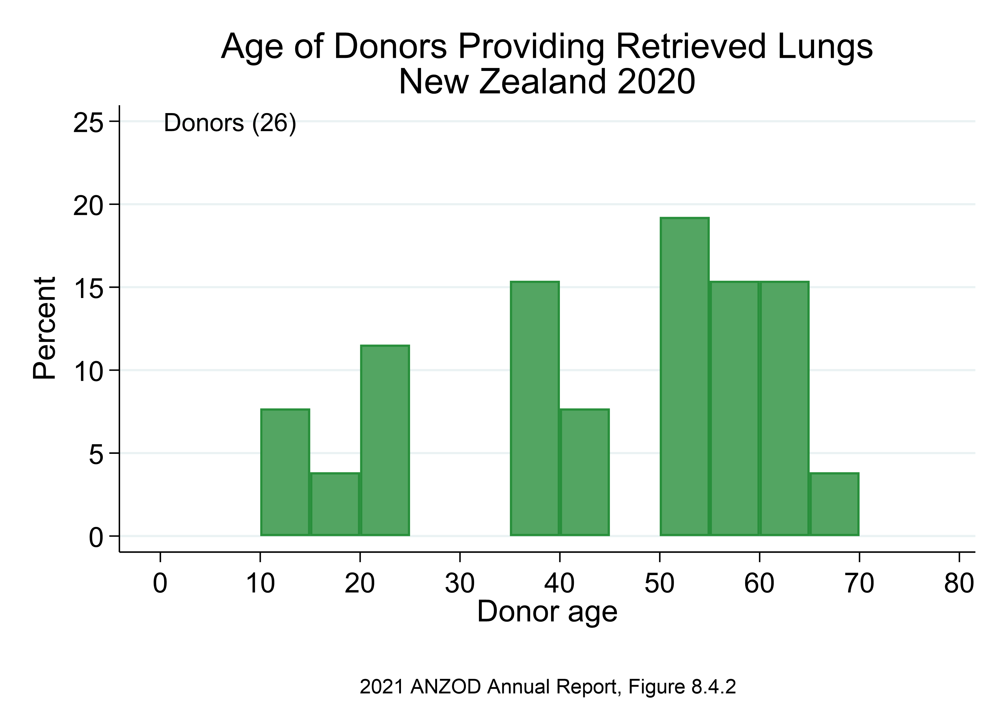 Age of Donors Providing Retrieved Lungs
New Zealand 2020
Donors (26)
25
20
15
10
5
0
Percent
0 10 20 30 40 50 60 70 80
Donor age
2021 ANZOD Annual Report, Figure 8.4.2